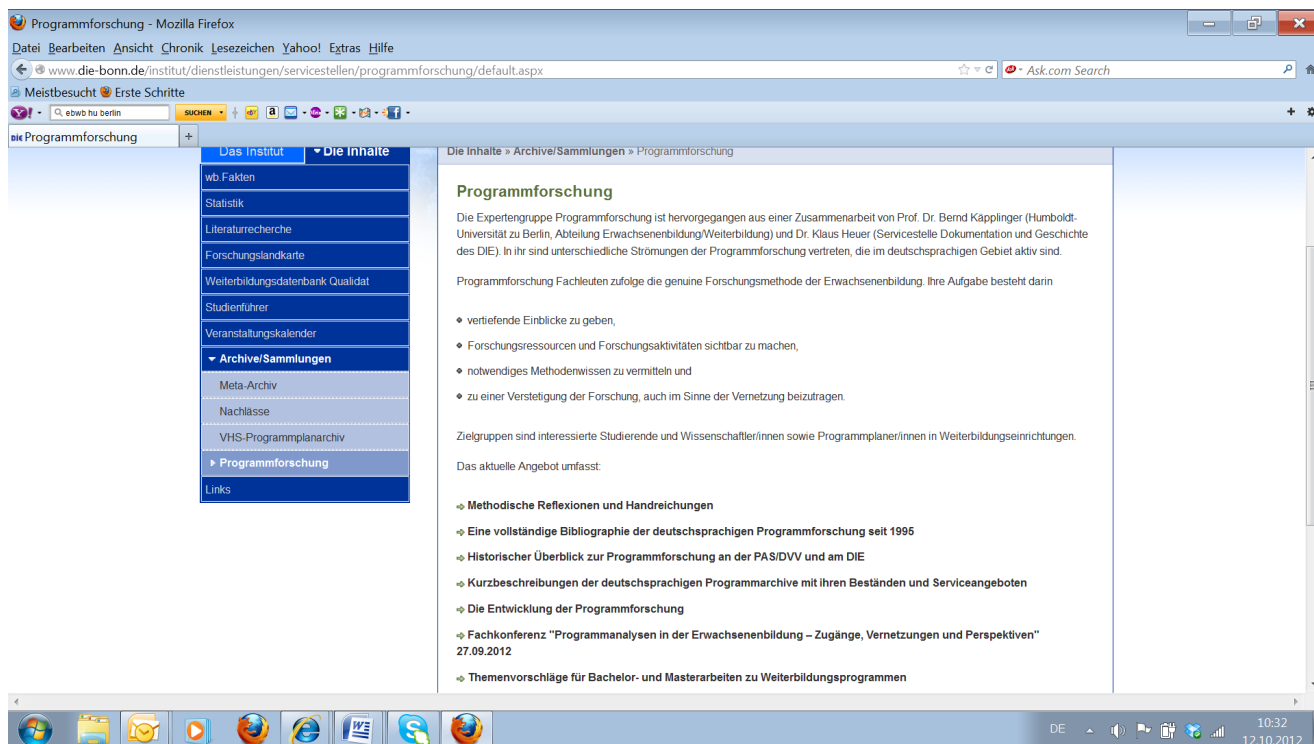 Programmforschung - Mozilla Firefox
Datei Bearbeiten Ansicht Chronik Lesezeichen Yahoo! Extras Hilfe
www.die-bonn.de/institut/dienstleistungen/servicestellen/programmforschung/default.aspx
Ask.com Search
Meistbesucht Erste Schritte
ebwb hu berlin
SUCHEN
DIE Programmforschung
Das Institut
Die Inhalte
wb.Fakten
Statistik
Literaturrecherche
Forschungslandkarte
Weiterbildungsdatenbank Qualidat
Studienführer
Veranstaltungskalender
Archive/Sammlungen
Meta-Archiv
Nachlässe
VHS-Programmplanarchiv
Programmforschung
Links
Die Inhalte » Archive/Sammlungen » Programmforschung
Programmforschung
Die Expertengruppe Programmforschung ist hervorgegangen aus einer Zusammenarbeit von Prof. Dr. Bernd Käpplinger (Humboldt-
Universität zu Berlin, Abteilung Erwachsenenbildung/Weiterbildung) und Dr. Klaus Heuer (Servicestelle Dokumentation und Geschichte
des DIE). In ihr sind unterschiedliche Strömungen der Programmforschung vertreten, die im deutschsprachigen Gebiet aktiv sind.
Programmforschung Fachleuten zufolge die genuine Forschungsmethode der Erwachsenenbildung. Ihre Aufgabe besteht darin
vertiefende Einblicke zu geben,
Forschungsressourcen und Forschungsaktivitäten sichtbar zu machen,
notwendiges Methodenwissen zu vermitteln und
zu einer Verstetigung der Forschung, auch im Sinne der Vernetzung beizutragen.
Zielgruppen sind interessierte Studierende und Wissenschaftler/innen sowie Programmplaner/innen in Weiterbildungseinrichtungen.
Das aktuelle Angebot umfasst:
Methodische Reflexionen und Handreichungen
Eine vollständige Bibliographie der deutschsprachigen Programmforschung seit 1995
Historischer Überblick zur Programmforschung an der PAS/DVV und am DIE
Kurzbeschreibungen der deutschsprachigen Programmarchive mit ihren Beständen und Serviceangeboten
Die Entwicklung der Programmforschung
Fachkonferenz "Programmanalysen in der Erwachsenenbildung – Zugänge, Vernetzungen und Perspektiven"
27.09.2012
Themenvorschläge für Bachelor- und Masterarbeiten zu Weiterbildungsprogrammen
DE
10:32
12.10.2012